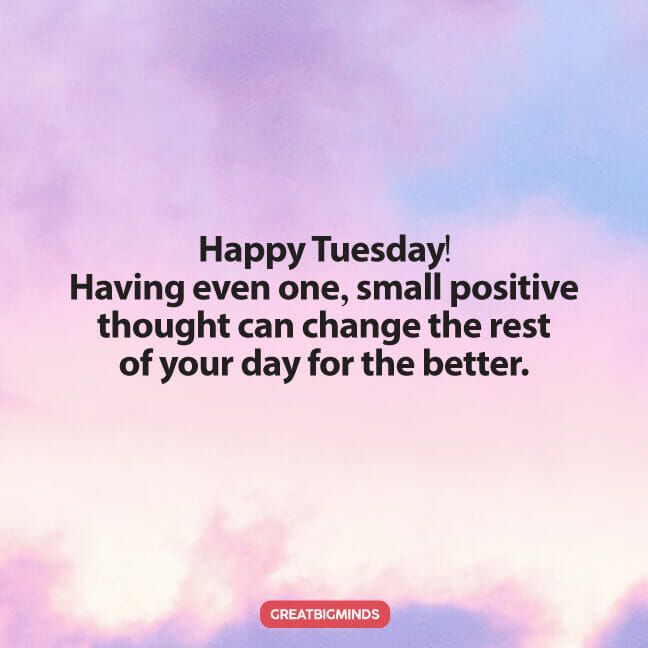 Happy Tuesday!
Having even one, small positive
thought can change the rest
of your day for the better.
GREATBIGMINDS